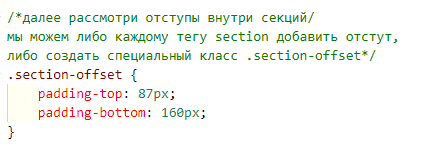 /*далее рассмотри отступы внутри секций/
мы можем либо каждому тегу section добавить отстут,
либо создать специальный класс .section-offset*/
.section-offset {
padding-top: 87px;
padding-bottom: 160px;
}